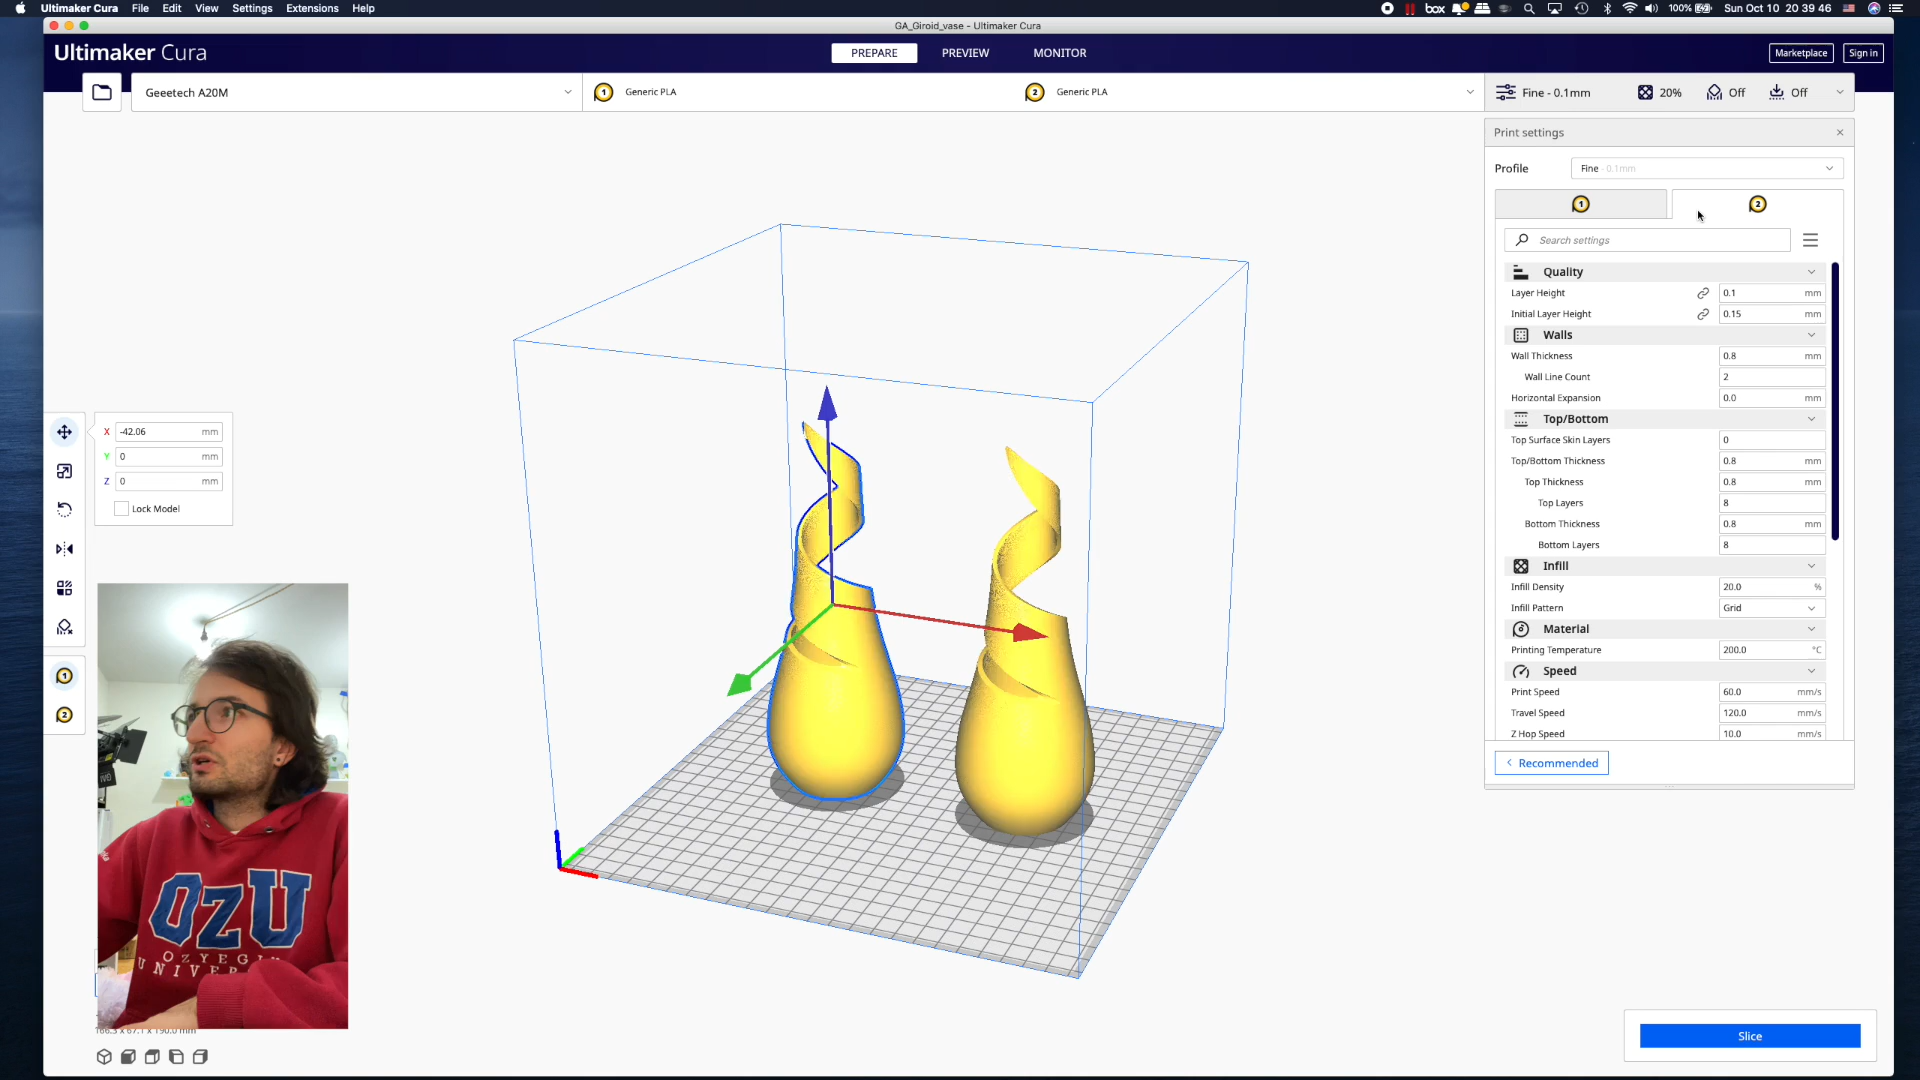 Ultimaker Cura File Edit View Settings Extensions Help
box 100% Sun Oct 10 20 39 46
GA_Giroid_vase - Ultimaker Cura
Ultimaker Cura
PREPARE PREVIEW MONITOR
Marketplace Sign in
Geeetech A20M
1 Generic PLA
2 Generic PLA
Fine - 0.1mm 20% Off Off
Print settings
Profile Fine - 0.1mm
1 2
Search settings
Quality
Layer Height 0.1 mm
Initial Layer Height 0.15 mm
Walls
Wall Thickness 0.8 mm
Wall Line Count 2
Horizontal Expansion 0.0 mm
Top/Bottom
Top Surface Skin Layers 0
Top/Bottom Thickness 0.8 mm
Top Thickness 0.8 mm
Top Layers 8
Bottom Thickness 0.8 mm
Bottom Layers 8
Infill
Infill Density 20.0 %
Infill Pattern Grid
Material
Printing Temperature 200.0 °C
Speed
Print Speed 60.0 mm/s
Travel Speed 120.0 mm/s
Z Hop Speed 10.0 mm/s
Recommended
X -42.06 mm
Y 0 mm
Z 0 mm
Lock Model
1
2
OZU
OZYEGI
UNIVER
Slice